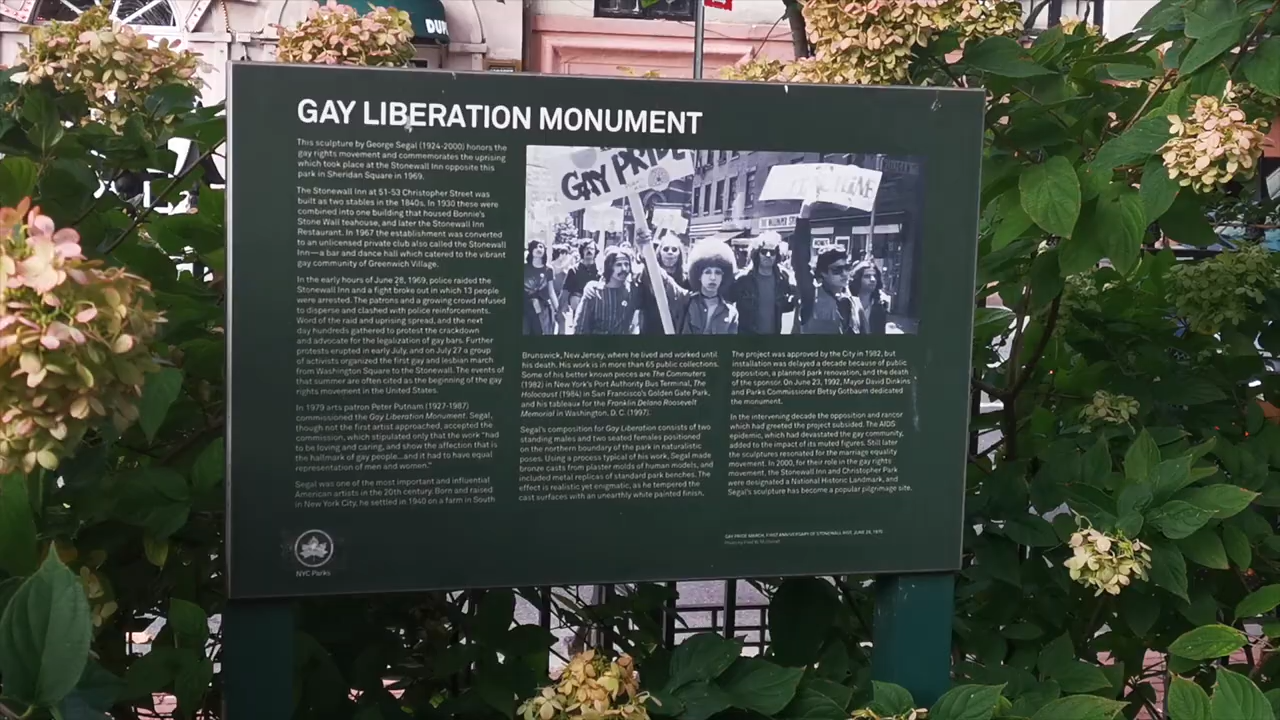 DU
GAY LIBERATION MONUMENT
This sculpture by George Segal (1924-2000) honors the
gay rights movement and commemorates the uprising
which took place at the Stonewall Inn opposite this
park in Sheridan Square in 1969.
The Stonewall Inn at 51-53 Christopher Street was
built as two stables in the 1840s. In 1930 these were
combined into one building that housed Bonnie's
Stone Wall teahouse, and later the Stonewall Inn
Restaurant. In 1967 the establishment was converted
to an unlicensed private club also called the Stonewall
Inn—a bar and dance hall which catered to the vibrant
gay community of Greenwich Village.
In the early hours of June 28, 1969, police raided the
Stonewall Inn and a fight broke out in which 13 people
were arrested. The patrons and a growing crowd refused
to disperse and clashed with police reinforcements.
Word of the raid and uprising spread, and the next
day hundreds gathered to protest the crackdown
and advocate for the legalization of gay bars. Further
protests erupted in early July, and on July 27 a group
of activists organized the first gay and lesbian march
from Washington Square to the Stonewall. The events of
that summer are often cited as the beginning of the gay
rights movement in the United States.
In 1979 arts patron Peter Putnam (1927-1987)
commissioned the Gay Liberation Monument. Segal,
though not the first artist approached, accepted the
commission, which stipulated only that the work "had
to be loving and caring, and show the affection that is
the hallmark of gay people...and it had to have equal
representation of men and women."
Segal was one of the most important and influential
American artists in the 20th century. Born and raised
in New York City, he settled in 1940 on a farm in South
GAY PRIDE
Brunswick, New Jersey, where he lived and worked until
his death. His work is in more than 65 public collections.
Some of his better known pieces are The Commuters
(1982) in New York's Port Authority Bus Terminal, The
Holocaust (1984) in San Francisco's Golden Gate Park,
and his tableaux for the Franklin Delano Roosevelt
Memorial in Washington, D. C. (1997).
Segal's composition for Gay Liberation consists of two
standing males and two seated females positioned
on the northern boundary of the park in naturalistic
poses. Using a process typical of his work, Segal made
bronze casts from plaster molds of human models, and
included metal replicas of standard park benches. The
effect is realistic yet enigmatic, as he tempered the
cast surfaces with an unearthly white painted finish.
The project was approved by the City in 1982, but
installation was delayed a decade because of public
opposition, a planned park renovation, and the death
of the sponsor. On June 23, 1992, Mayor David Dinkins
and Parks Commissioner Betsy Gotbaum dedicated
the monument.
In the intervening decade the opposition and rancor
which had greeted the project subsided. The AIDS
epidemic, which had devastated the gay community,
added to the impact of its muted figures. Still later
the sculptures resonated for the marriage equality
movement. In 2000, for their role in the gay rights
movement, the Stonewall Inn and Christopher Park
were designated a National Historic Landmark, and
Segal's sculpture has become a popular pilgrimage site.
GAY PRIDE MARCH, FIRST ANNIVERSARY OF STONEWALL RIOT, JUNE 28, 1970
NYC Parks